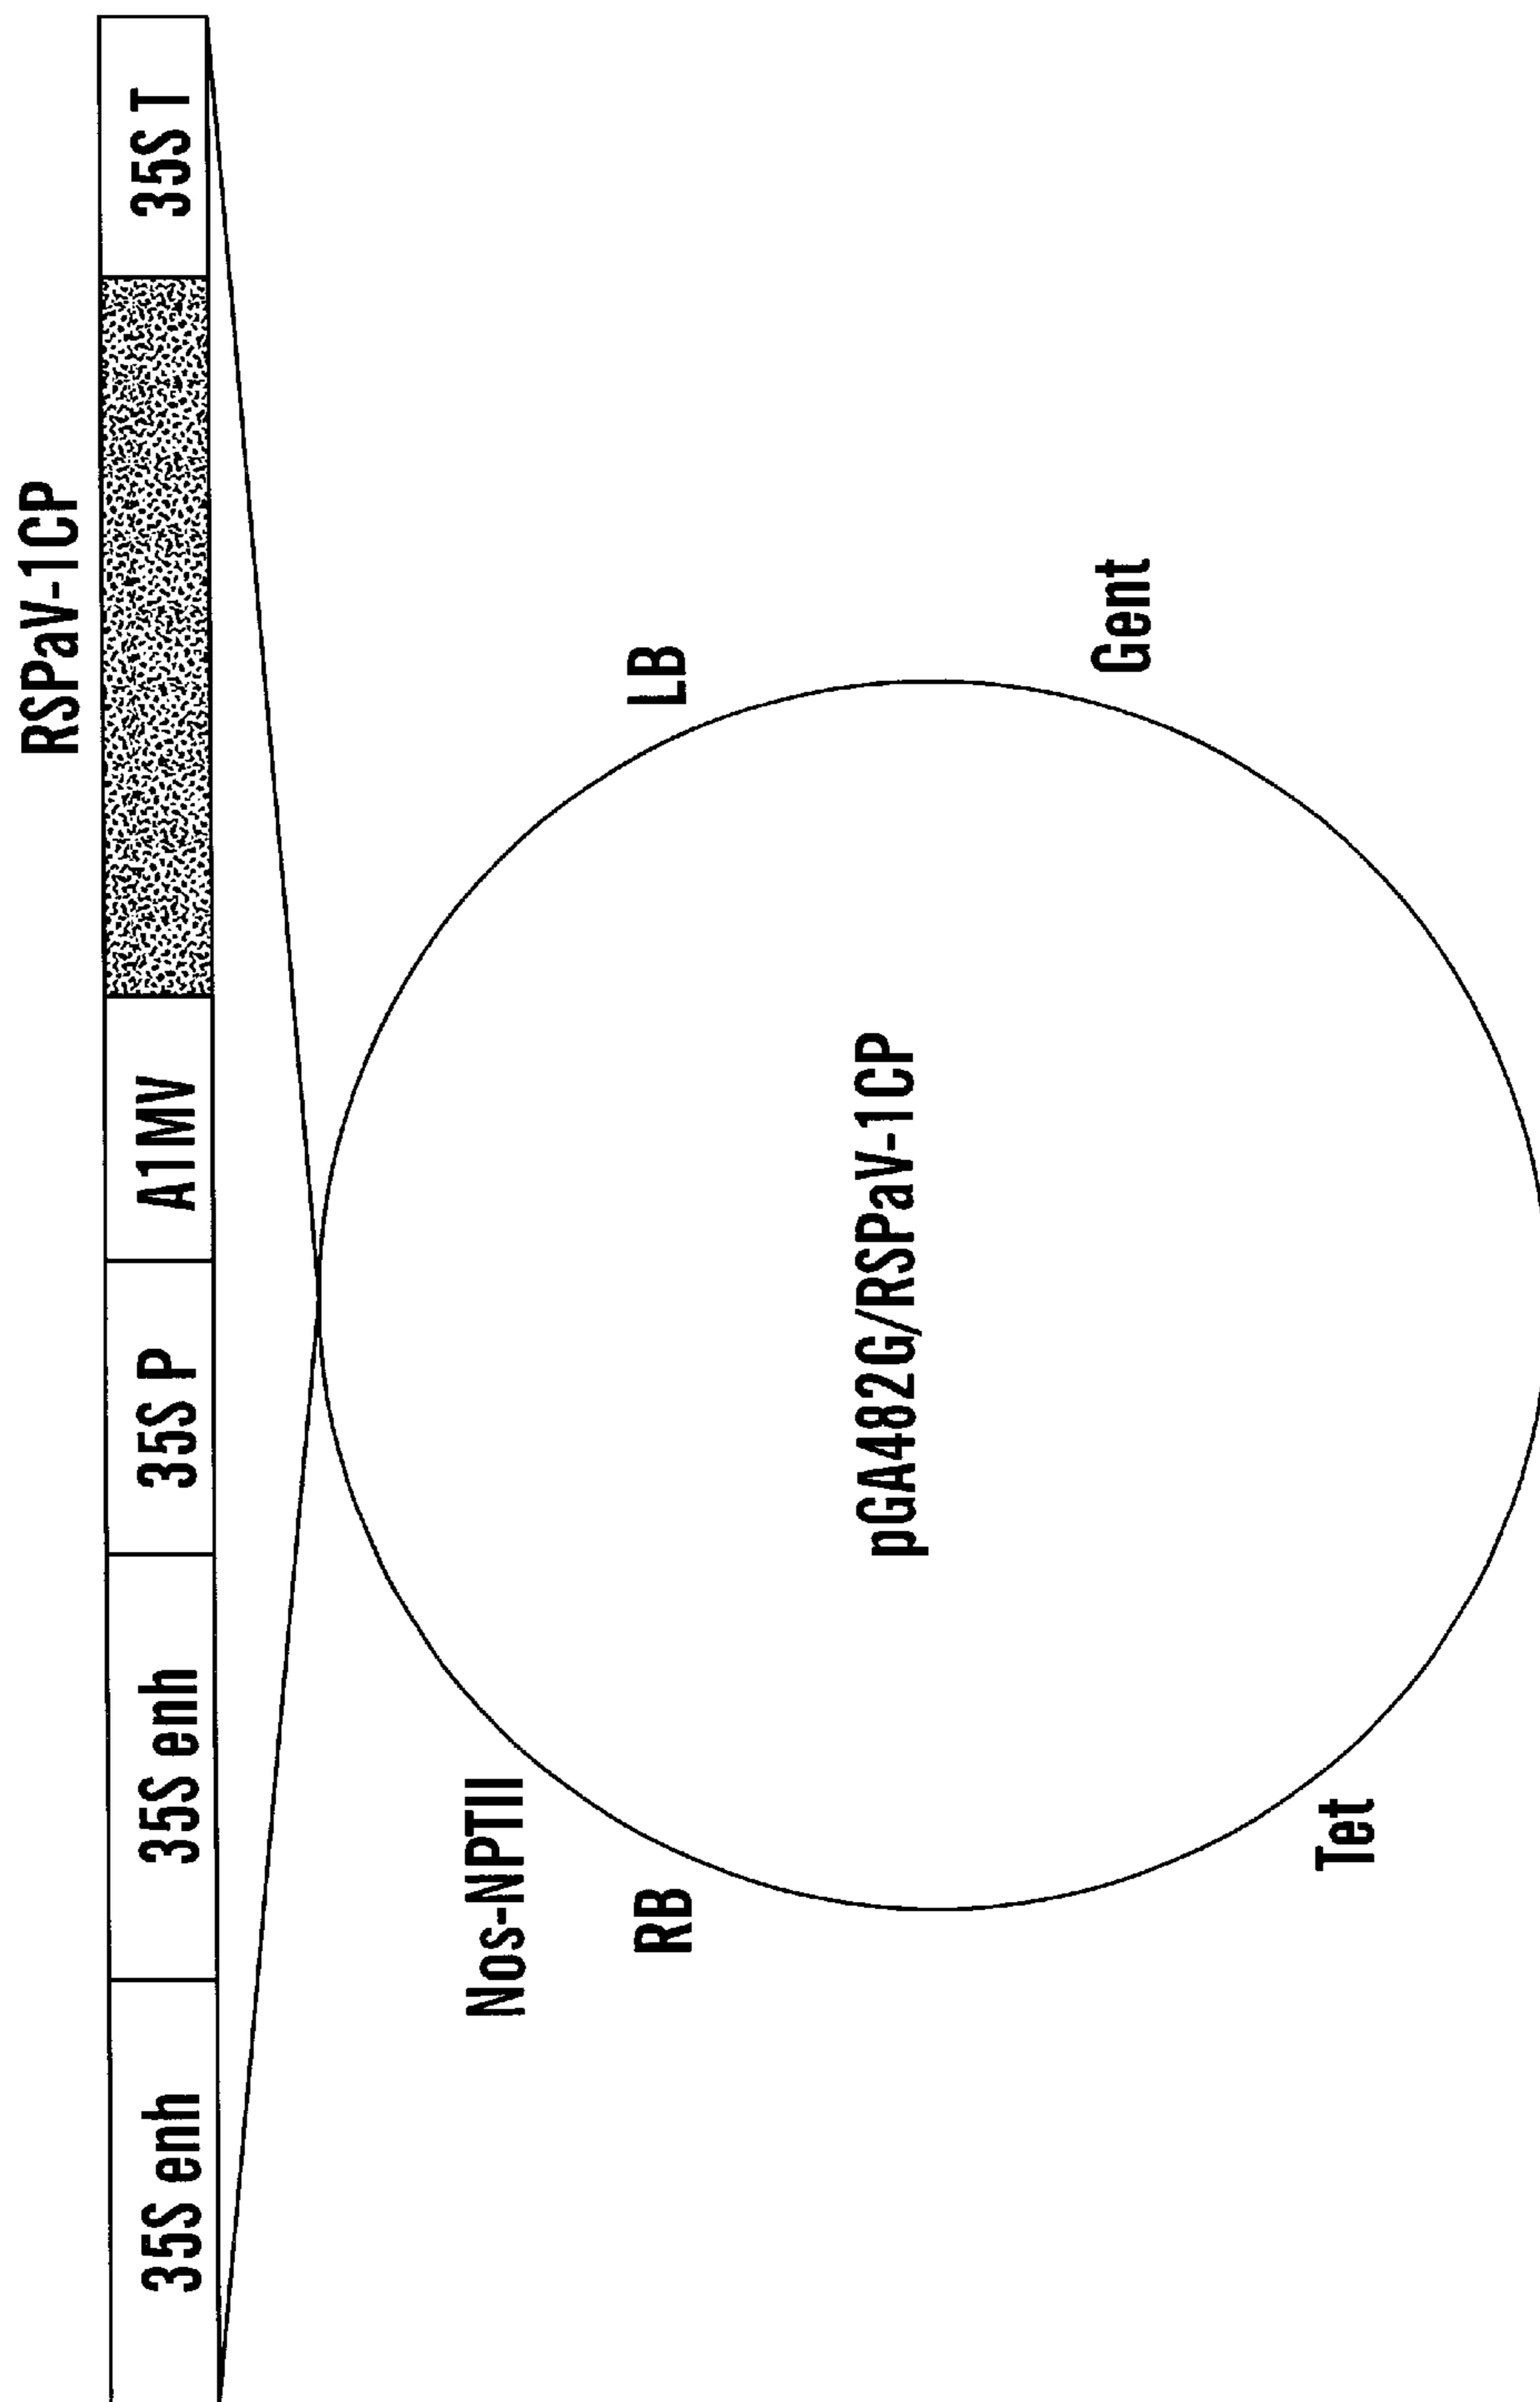 RSPaV-1CP
35S enh
35S enh
35S P
A1MV
35S T
Nos-NPTII
RB
LB
pGA482G/RSPaV-1CP
Gent
Tet